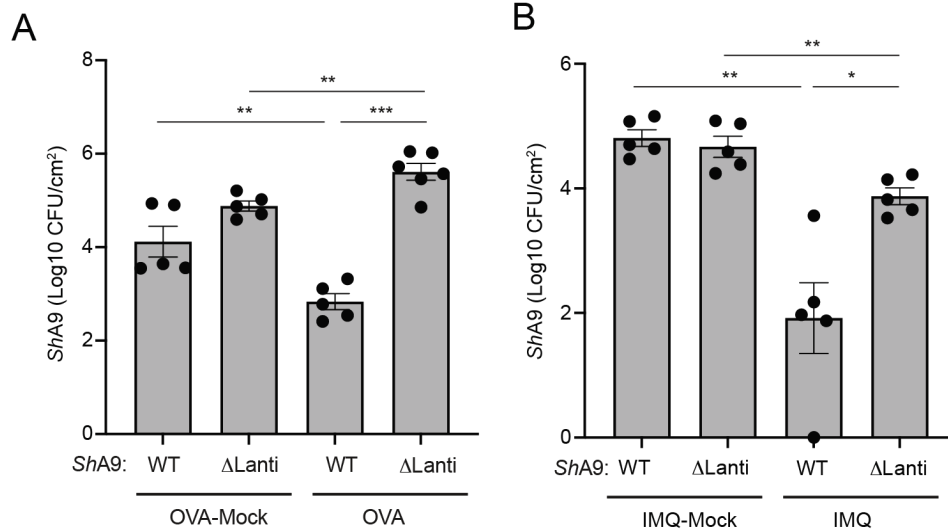 A
ShA9 (Log10 CFU/cm²)
8
6
4
2
0
**
**
***
ShA9: WT ΔLanti WT ΔLanti
OVA-Mock OVA
B
ShA9 (Log10 CFU/cm²)
6
4
2
0
**
**
*
ShA9: WT ΔLanti WT ΔLanti
IMQ-Mock IMQ